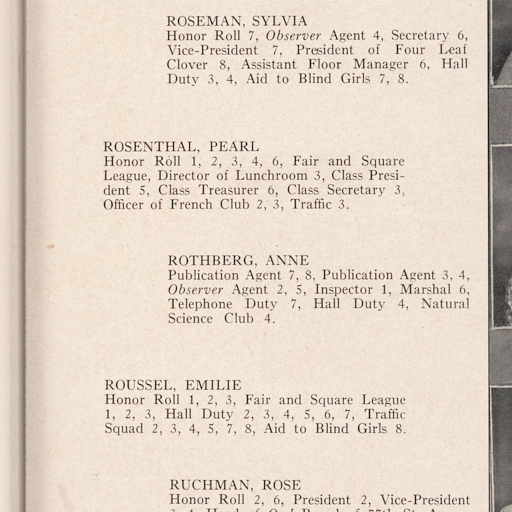 ROSEMAN, SYLVIA
Honor Roll 7, Observer Agent 4, Secretary 6,
Vice-President 7, President of Four Leaf
Clover 8, Assistant Floor Manager 6, Hall
Duty 3, 4, Aid to Blind Girls 7, 8.
ROSENTHAL, PEARL
Honor Roll 1, 2, 3, 4, 6, Fair and Square
League, Director of Lunchroom 3, Class Presi-
dent 5, Class Treasurer 6, Class Secretary 3,
Officer of French Club 2, 3, Traffic 3.
ROTHBERG, ANNE
Publication Agent 7, 8, Publication Agent 3, 4,
Observer Agent 2, 5, Inspector 1, Marshal 6,
Telephone Duty 7, Hall Duty 4, Natural
Science Club 4.
ROUSSEL, EMILIE
Honor Roll 1, 2, 3, Fair and Square League
1, 2, 3, Hall Duty 2, 3, 4, 5, 6, 7, Traffic
Squad 2, 3, 4, 5, 7, 8, Aid to Blind Girls 8.
RUCHMAN, ROSE
Honor Roll 2, 6, President 2, Vice-President